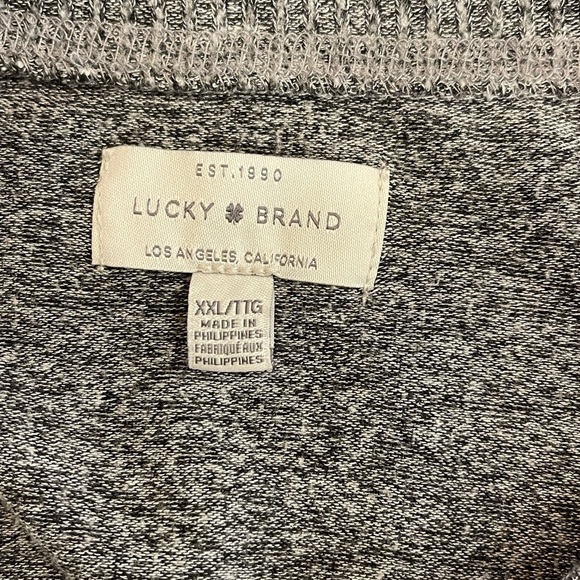 EST.1990
LUCKY BRAND
LOS ANGELES, CALIFORNIA
XXL/TTG
MADE IN
PHILIPPINES
FABRIQUÉ AUX
PHILIPPINES